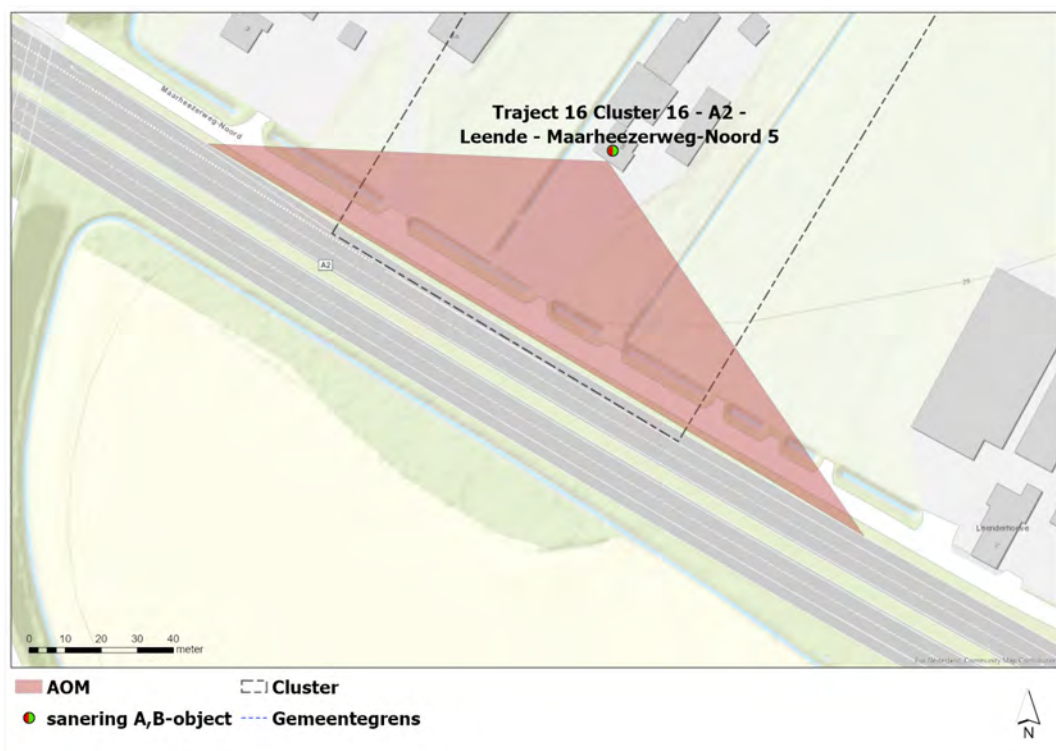 Traject 16 Cluster 16 - A2 -
Leende - Maarheezerweg-Noord 5
Maarheezerweg-Noord
A2
Leenderhoeve
0 10 20 30 40
meter
AOM
Cluster
sanering A,B-object
Gemeentegrens
N